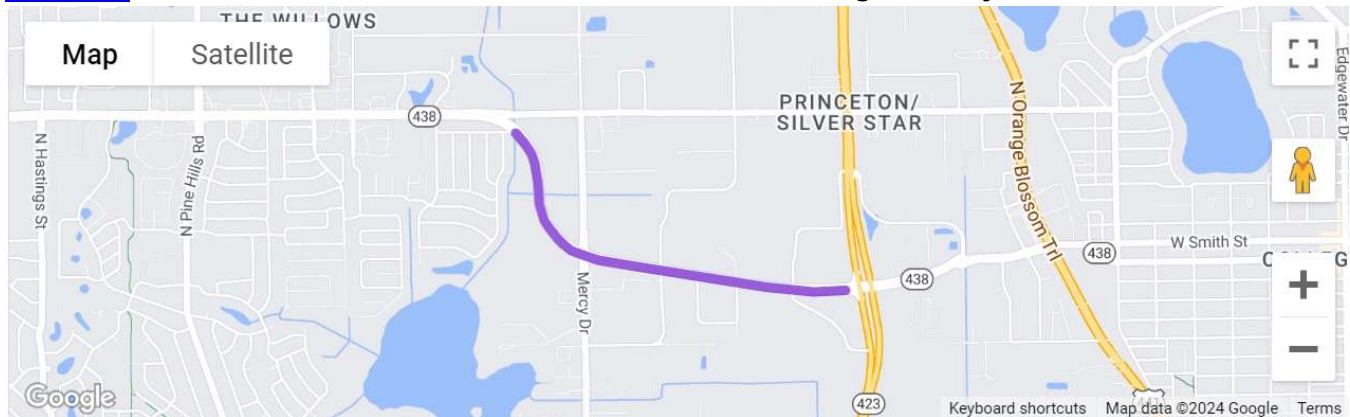 THE WILLOWS
Map
Satellite
438
PRINCETON/
SILVER STAR
N Orange Blossom Trl
Edgewater Dr
N Hastings St
N Pine Hills Rd
Mercy Dr
438
438
W Smith St
423
441
Google
Keyboard shortcuts
Map data ©2024 Google
Terms